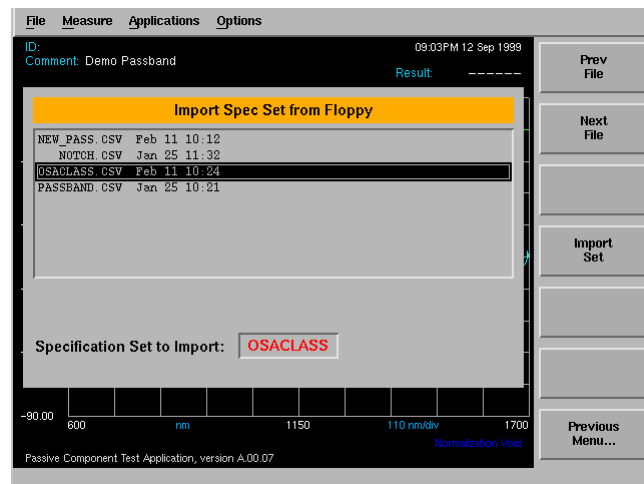 File Measure Applications Options
ID:
09:03PM 12 Sep 1999
Comment: Demo Passband
Result: ------
Import Spec Set from Floppy
NEW_PASS.CSV Feb 11 10:12
NOTCH.CSV Jan 25 11:32
OSACLASS.CSV Feb 11 10:24
PASSBAND.CSV Jan 25 10:21
Specification Set to Import: OSACLASS
-90.00
600 nm 1150 110 nm/div 1700
Normalization Void
Passive Component Test Application, version A.00.07
Prev
File
Next
File
Import
Set
Previous
Menu...